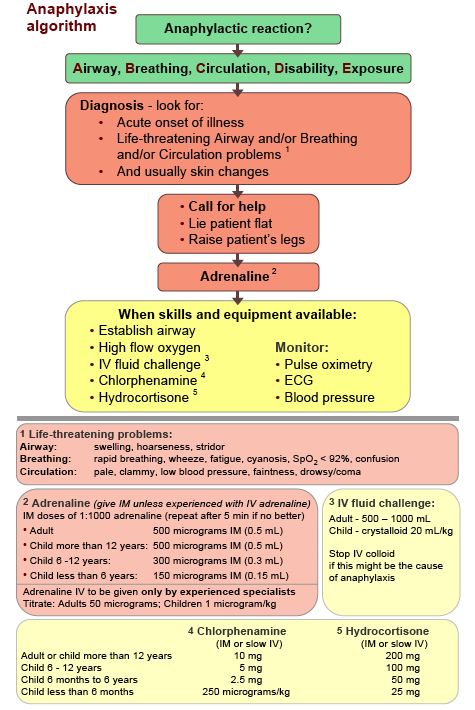 Anaphylaxis
algorithm
Anaphylactic reaction?
Airway, Breathing, Circulation, Disability, Exposure
Diagnosis - look for:
• Acute onset of illness
• Life-threatening Airway and/or Breathing
and/or Circulation problems 1
• And usually skin changes
• Call for help
• Lie patient flat
• Raise patient's legs
Adrenaline 2
When skills and equipment available:
• Establish airway
• High flow oxygen
• IV fluid challenge 3
• Chlorphenamine 4
• Hydrocortisone 5
Monitor:
• Pulse oximetry
• ECG
• Blood pressure
1 Life-threatening problems:
Airway: swelling, hoarseness, stridor
Breathing: rapid breathing, wheeze, fatigue, cyanosis, SpO2 < 92%, confusion
Circulation: pale, clammy, low blood pressure, faintness, drowsy/coma
2 Adrenaline (give IM unless experienced with IV adrenaline)
IM doses of 1:1000 adrenaline (repeat after 5 min if no better)
• Adult 500 micrograms IM (0.5 mL)
• Child more than 12 years: 500 micrograms IM (0.5 mL)
• Child 6 -12 years: 300 micrograms IM (0.3 mL)
• Child less than 6 years: 150 micrograms IM (0.15 mL)
Adrenaline IV to be given only by experienced specialists
Titrate: Adults 50 micrograms; Children 1 microgram/kg
3 IV fluid challenge:
Adult - 500 – 1000 mL
Child - crystalloid 20 mL/kg
Stop IV colloid
if this might be the cause
of anaphylaxis
4 Chlorphenamine 5 Hydrocortisone
(IM or slow IV) (IM or slow IV)
Adult or child more than 12 years 10 mg 200 mg
Child 6 - 12 years 5 mg 100 mg
Child 6 months to 6 years 2.5 mg 50 mg
Child less than 6 months 250 micrograms/kg 25 mg